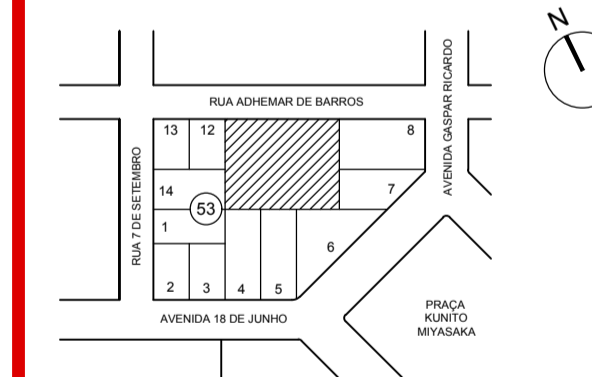 N
RUA ADHEMAR DE BARROS
AVENIDA GASPAR RICARDO
13
12
8
RUA 7 DE SETEMBRO
14
7
53
1
6
2
3
4
5
AVENIDA 18 DE JUNHO
PRAÇA
KUNITO
MIYASAKA